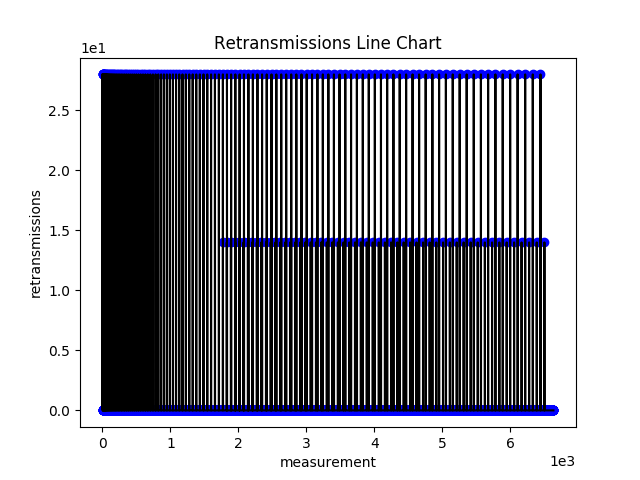 Retransmissions Line Chart
1e1
2.5
2.0
1.5
1.0
0.5
0.0
retransmissions
0 1 2 3 4 5 6
measurement
1e3